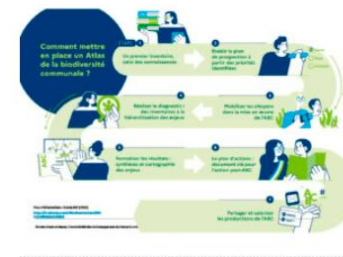 Comment mettre
en place un Atlas
de la biodiversité
communale ?
Un premier inventaire,
celui des connaissances
Établir le plan
de prospection à
partir des priorités
identifiées
Réaliser le diagnostic :
des inventaires à la
hiérarchisation des enjeux
Mobiliser les citoyens
dans la mise en œuvre
de l'ABC
Formaliser les résultats :
synthèse et cartographie
des enjeux
Le plan d'actions :
document clé pour
l'action post-ABC
Partager et valoriser
les productions de l'ABC